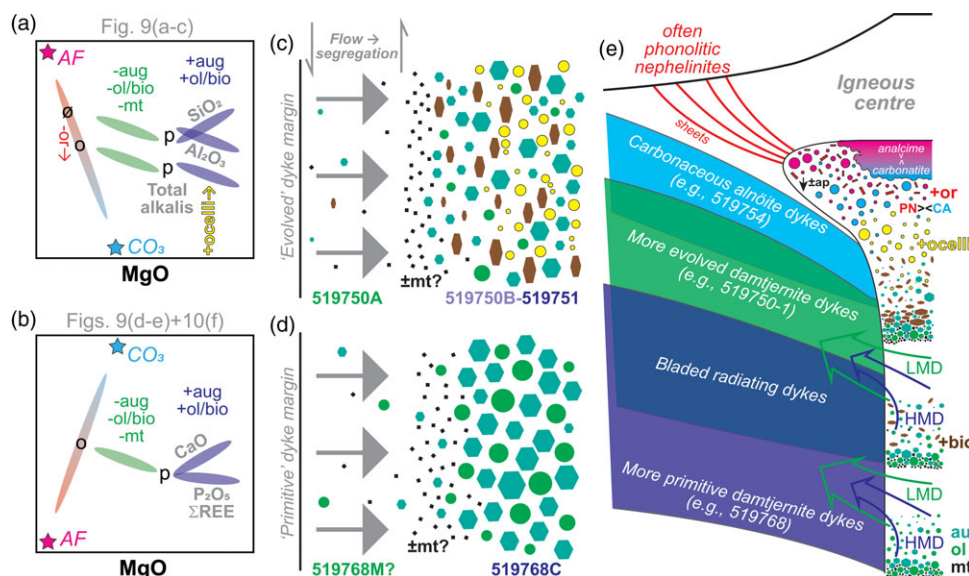 (a)
Fig. 9(a-c)
AF
-aug
-ol/bio
-mt
+aug
+ol/bio
SiO₂
Al₂O₃
Total
alkalis
ø
o
p
p
-or→
+ocelli→
CO₃
MgO
(b)
Figs. 9(d-e)+10(f)
CO₃
-aug
-ol/bio
-mt
+aug
+ol/bio
o
p
CaO
P₂O₅
ΣREE
AF
MgO
(c)
Flow →
segregation
'Evolved' dyke margin
±mt?
519750A
519750B-519751
(d)
'Primitive' dyke margin
±mt?
519768M?
519768C
(e)
often
phonolitic
nephelinites
Igneous
centre
sheets
analcime
carbonatite
±ap
+or
PN><CA
+ocelli
Carbonaceous alnöite dykes
(e.g., 519754)
More evolved damtjernite dykes
(e.g., 519750-1)
LMD
Bladed radiating dykes
HMD
+bio
LMD
More primitive damtjernite dykes
(e.g., 519768)
HMD
au
ol
mt